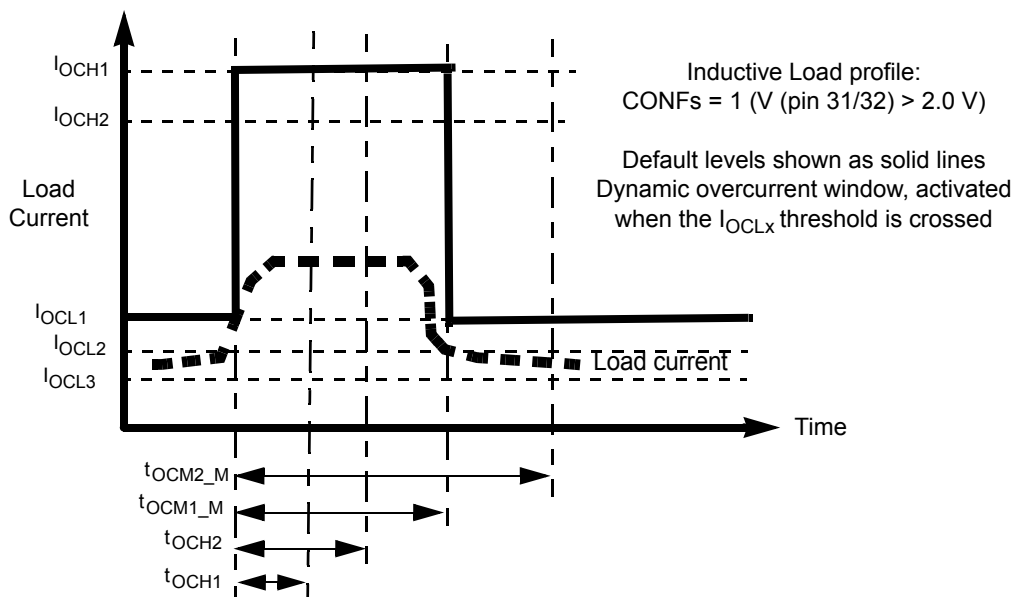 I_OCH1
I_OCH2
Load
Current
I_OCL1
I_OCL2
I_OCL3
Inductive Load profile:
CONFs = 1 (V (pin 31/32) > 2.0 V)
Default levels shown as solid lines
Dynamic overcurrent window, activated
when the I_OCLx threshold is crossed
Load current
Time
t_OCM2_M
t_OCM1_M
t_OCH2
t_OCH1